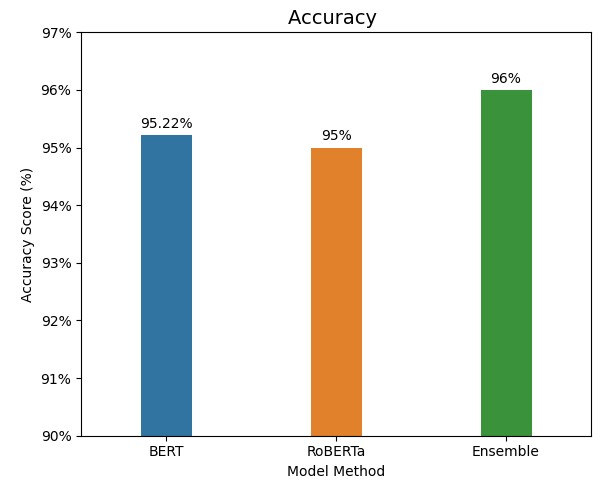 Accuracy
97%
96%
95%
94%
93%
92%
91%
90%
Accuracy Score (%)
95.22%
95%
96%
BERT
RoBERTa
Ensemble
Model Method